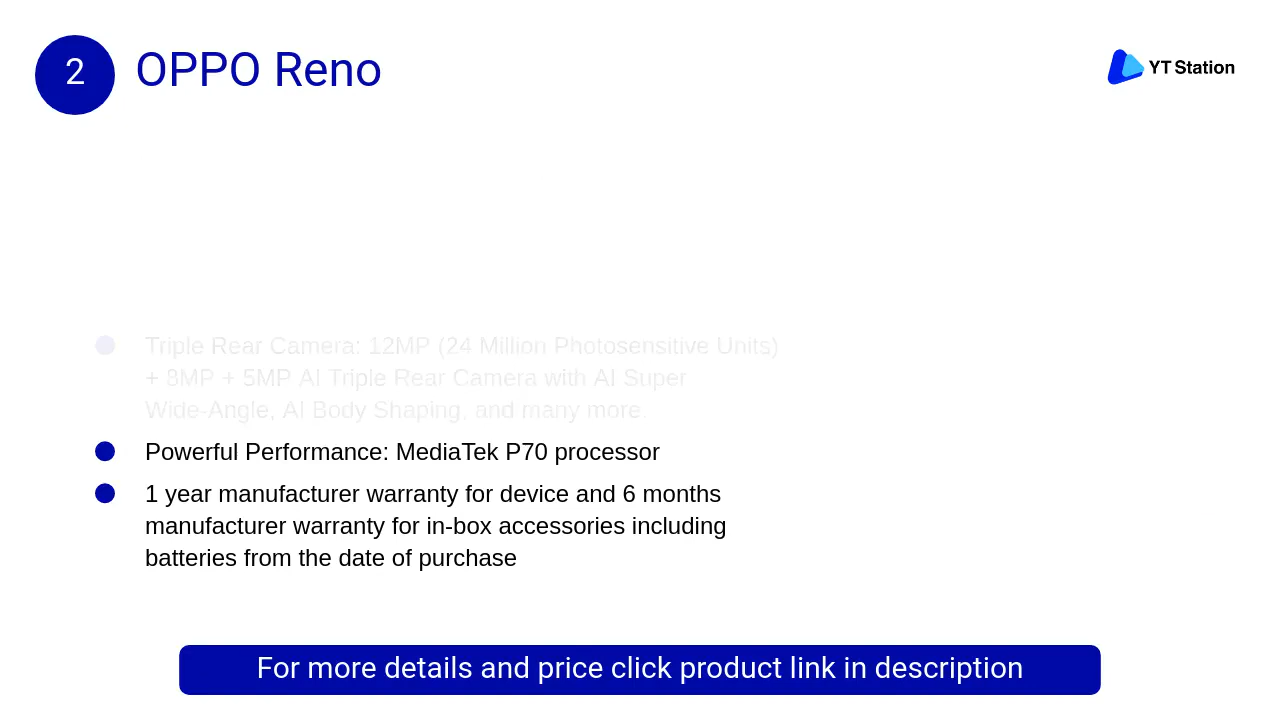 2
OPPO Reno
YT Station
Triple Rear Camera: 12MP (24 Million Photosensitive Units)
+ 8MP + 5MP AI Triple Rear Camera with AI Super
Wide-Angle, AI Body Shaping, and many more.
Powerful Performance: MediaTek P70 processor
1 year manufacturer warranty for device and 6 months
manufacturer warranty for in-box accessories including
batteries from the date of purchase
For more details and price click product link in description